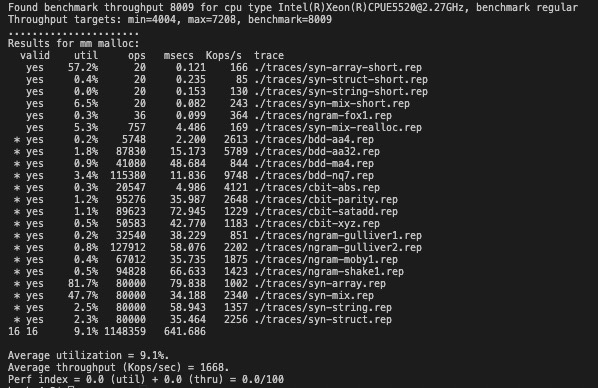 Found benchmark throughput 8009 for cpu type Intel(R)Xeon(R)CPUE5520@2.27GHz, benchmark regular
Throughput targets: min=4004, max=7208, benchmark=8009
......................
Results for mm malloc:
valid util ops msecs Kops/s trace
yes 57.2% 20 0.121 166 ./traces/syn-array-short.rep
yes 0.4% 20 0.235 85 ./traces/syn-struct-short.rep
yes 0.0% 20 0.153 130 ./traces/syn-string-short.rep
yes 6.5% 20 0.082 243 ./traces/syn-mix-short.rep
yes 0.3% 36 0.099 364 ./traces/ngram-fox1.rep
yes 5.3% 757 4.486 169 ./traces/syn-mix-realloc.rep
* yes 0.2% 5748 2.200 2613 ./traces/bdd-aa4.rep
* yes 1.8% 87830 15.173 5789 ./traces/bdd-aa32.rep
* yes 0.9% 41080 48.684 844 ./traces/bdd-ma4.rep
* yes 3.4% 115380 11.836 9748 ./traces/bdd-nq7.rep
* yes 0.3% 20547 4.986 4121 ./traces/cbit-abs.rep
* yes 1.2% 95276 35.987 2648 ./traces/cbit-parity.rep
* yes 1.1% 89623 72.945 1229 ./traces/cbit-satadd.rep
* yes 0.5% 50583 42.770 1183 ./traces/cbit-xyz.rep
* yes 0.2% 32540 38.229 851 ./traces/ngram-gulliver1.rep
* yes 0.8% 127912 58.076 2202 ./traces/ngram-gulliver2.rep
* yes 0.4% 67012 35.735 1875 ./traces/ngram-moby1.rep
* yes 0.5% 94828 66.633 1423 ./traces/ngram-shake1.rep
* yes 81.7% 80000 79.838 1002 ./traces/syn-array.rep
* yes 47.7% 80000 34.188 2340 ./traces/syn-mix.rep
* yes 2.5% 80000 58.943 1357 ./traces/syn-string.rep
* yes 2.3% 80000 35.464 2256 ./traces/syn-struct.rep
16 16 9.1% 1148359 641.686
Average utilization = 9.1%.
Average throughput (Kops/sec) = 1668.
Perf index = 0.0 (util) + 0.0 (thru) = 0.0/100